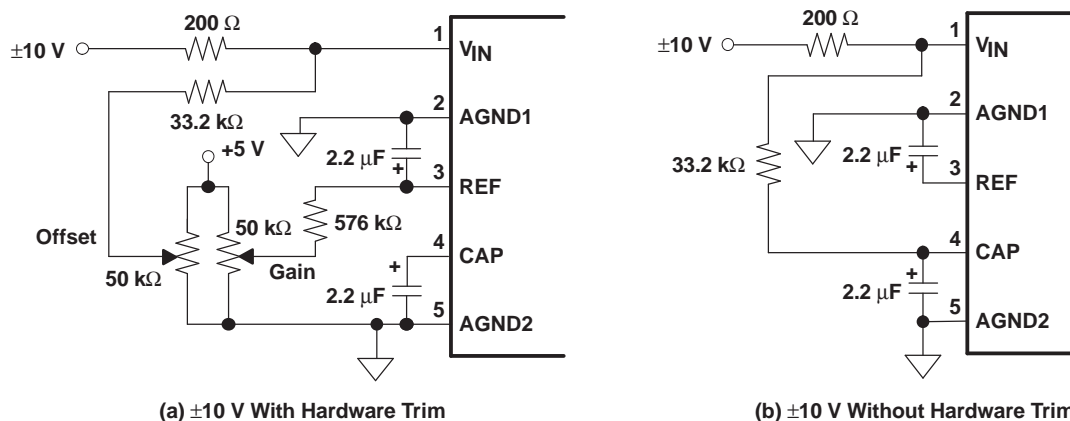 200 Ω
±10 V
1
V_IN
33.2 kΩ
2
AGND1
+5 V
2.2 μF
+
3
REF
50 kΩ
576 kΩ
Offset
4
CAP
50 kΩ
Gain
+
2.2 μF
5
AGND2
(a) ±10 V With Hardware Trim
200 Ω
±10 V
1
V_IN
2
AGND1
33.2 kΩ
2.2 μF
+
3
REF
4
CAP
+
2.2 μF
5
AGND2
(b) ±10 V Without Hardware Trim